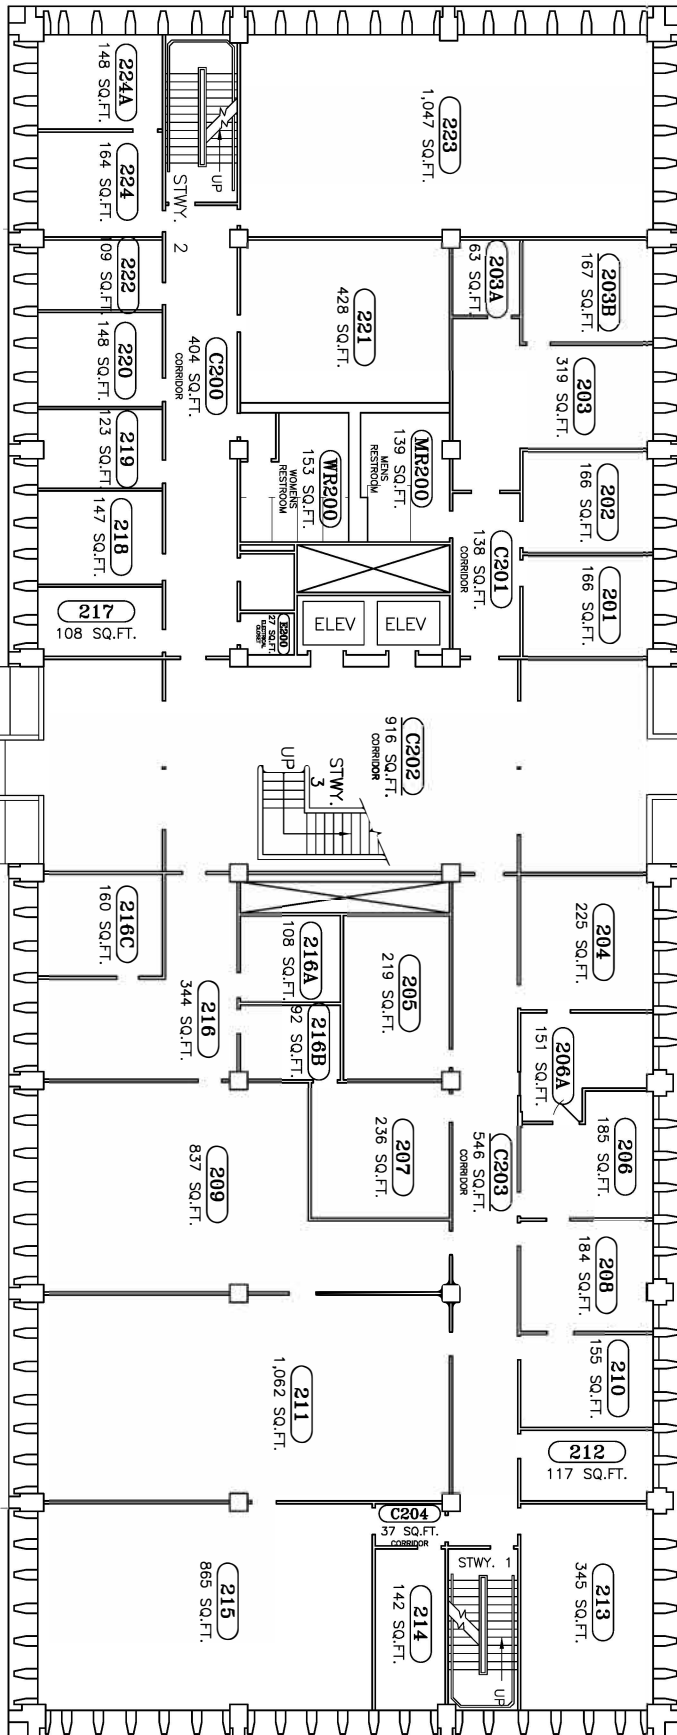 224A
148 SQ.FT.
224
164 SQ.FT.
222
109 SQ.FT.
220
148 SQ.FT.
219
123 SQ.FT.
218
147 SQ.FT.
217
108 SQ.FT.
UP
STWY. 2
C200
404 SQ.FT.
CORRIDOR
223
1,047 SQ.FT.
221
428 SQ.FT.
203A
63 SQ.FT.
203B
167 SQ.FT.
203
319 SQ.FT.
202
166 SQ.FT.
201
166 SQ.FT.
WR200
153 SQ.FT.
WOMENS
RESTROOM
MR200
139 SQ.FT.
MENS
RESTROOM
C201
138 SQ.FT.
CORRIDOR
E200
27 SQ.FT.
ELECTRICAL
CLOSET
ELEV
ELEV
C202
916 SQ.FT.
CORRIDOR
STWY.
3
UP
216C
160 SQ.FT.
216
344 SQ.FT.
216A
108 SQ.FT.
216B
92 SQ.FT.
205
219 SQ.FT.
204
225 SQ.FT.
206A
151 SQ.FT.
206
185 SQ.FT.
207
236 SQ.FT.
C203
546 SQ.FT.
CORRIDOR
209
837 SQ.FT.
208
184 SQ.FT.
210
155 SQ.FT.
211
1,062 SQ.FT.
212
117 SQ.FT.
C204
37 SQ.FT.
CORRIDOR
STWY. 1
UP
213
345 SQ.FT.
214
142 SQ.FT.
215
865 SQ.FT.